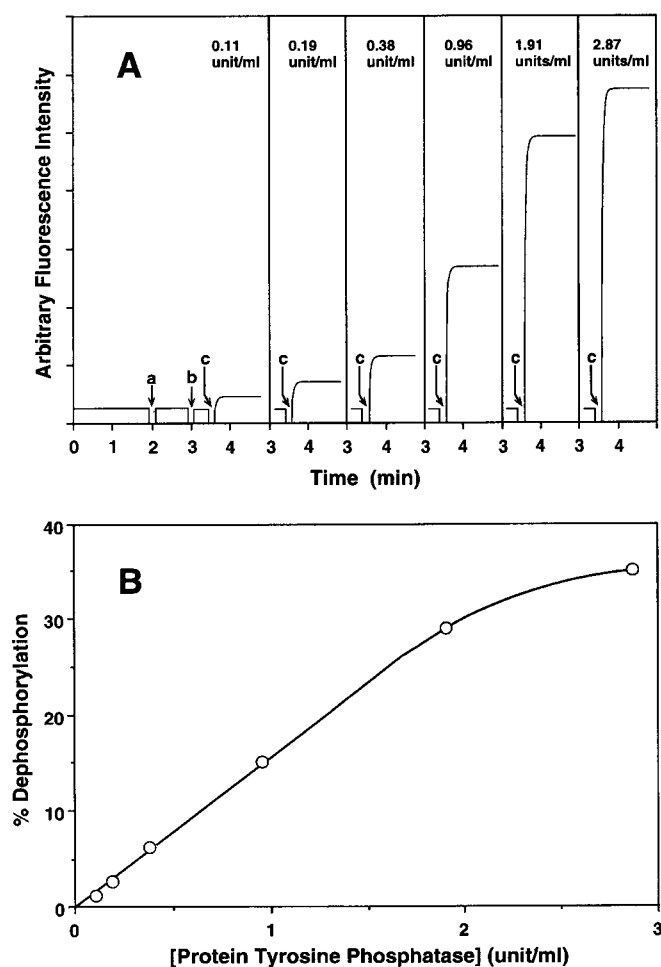 A
0.11 unit/ml
0.19 unit/ml
0.38 unit/ml
0.96 unit/ml
1.91 units/ml
2.87 units/ml
Arbitrary Fluorescence Intensity
a b c c c c c c
0 1 2 3 4 3 4 3 4 3 4 3 4 3 4
Time (min)
B
% Dephosphorylation
40
30
20
10
0
0 1 2 3
[Protein Tyrosine Phosphatase] (unit/ml)